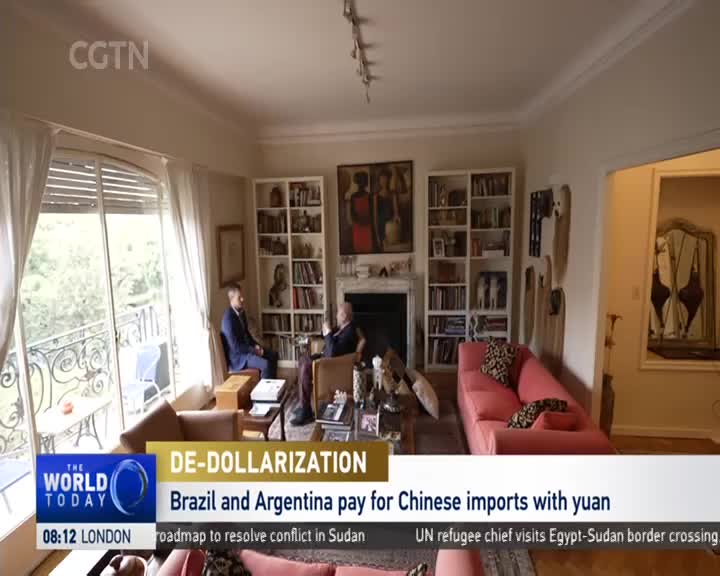 CGTN
DE-DOLLARIZATION
THE
WORLD
TODAY
Brazil and Argentina pay for Chinese imports with yuan
08:12 LONDON
roadmap to resolve conflict in Sudan UN refugee chief visits Egypt-Sudan border crossing,